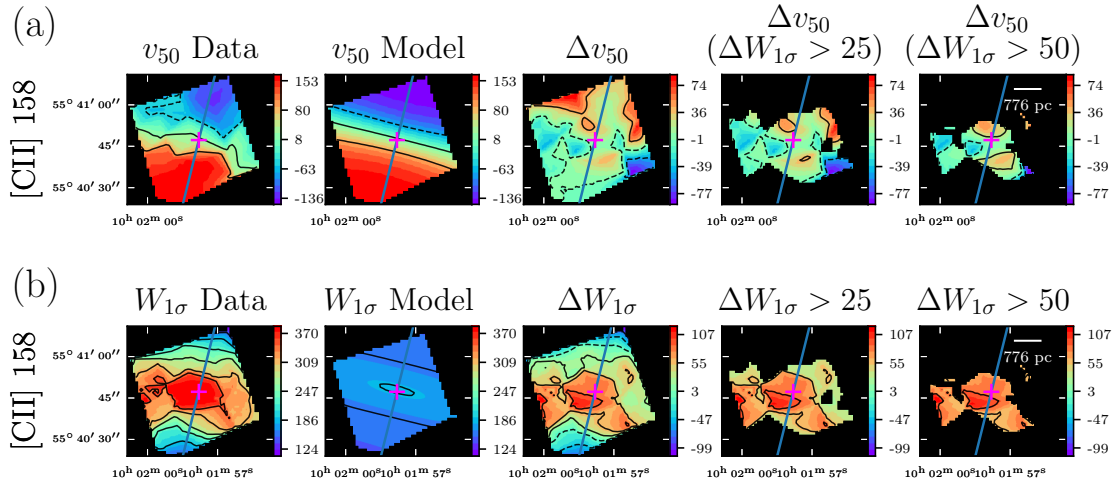 (a)
v₅₀ Data
v₅₀ Model
Δv₅₀
Δv₅₀
(ΔW₁σ > 25)
Δv₅₀
(ΔW₁σ > 50)
[CII] 158
55° 41′ 00″
45″
55° 40′ 30″
153
80
8
-63
-136
153
80
8
-63
-136
74
36
-1
-39
-77
74
36
-1
-39
-77
776 pc
74
36
-1
-39
-77
10ʰ 02ᵐ 00ˢ
10ʰ 02ᵐ 00ˢ
10ʰ 02ᵐ 00ˢ
10ʰ 02ᵐ 00ˢ
10ʰ 02ᵐ 00ˢ
(b)
W₁σ Data
W₁σ Model
ΔW₁σ
ΔW₁σ > 25
ΔW₁σ > 50
[CII] 158
55° 41′ 00″
45″
55° 40′ 30″
370
309
247
186
124
370
309
247
186
124
107
55
3
-47
-99
107
55
3
-47
-99
776 pc
107
55
3
-47
-99
10ʰ 02ᵐ 00ˢ10ʰ 01ᵐ 57ˢ
10ʰ 02ᵐ 00ˢ10ʰ 01ᵐ 57ˢ
10ʰ 02ᵐ 00ˢ10ʰ 01ᵐ 57ˢ
10ʰ 02ᵐ 00ˢ10ʰ 01ᵐ 57ˢ
10ʰ 02ᵐ 00ˢ10ʰ 01ᵐ 57ˢ